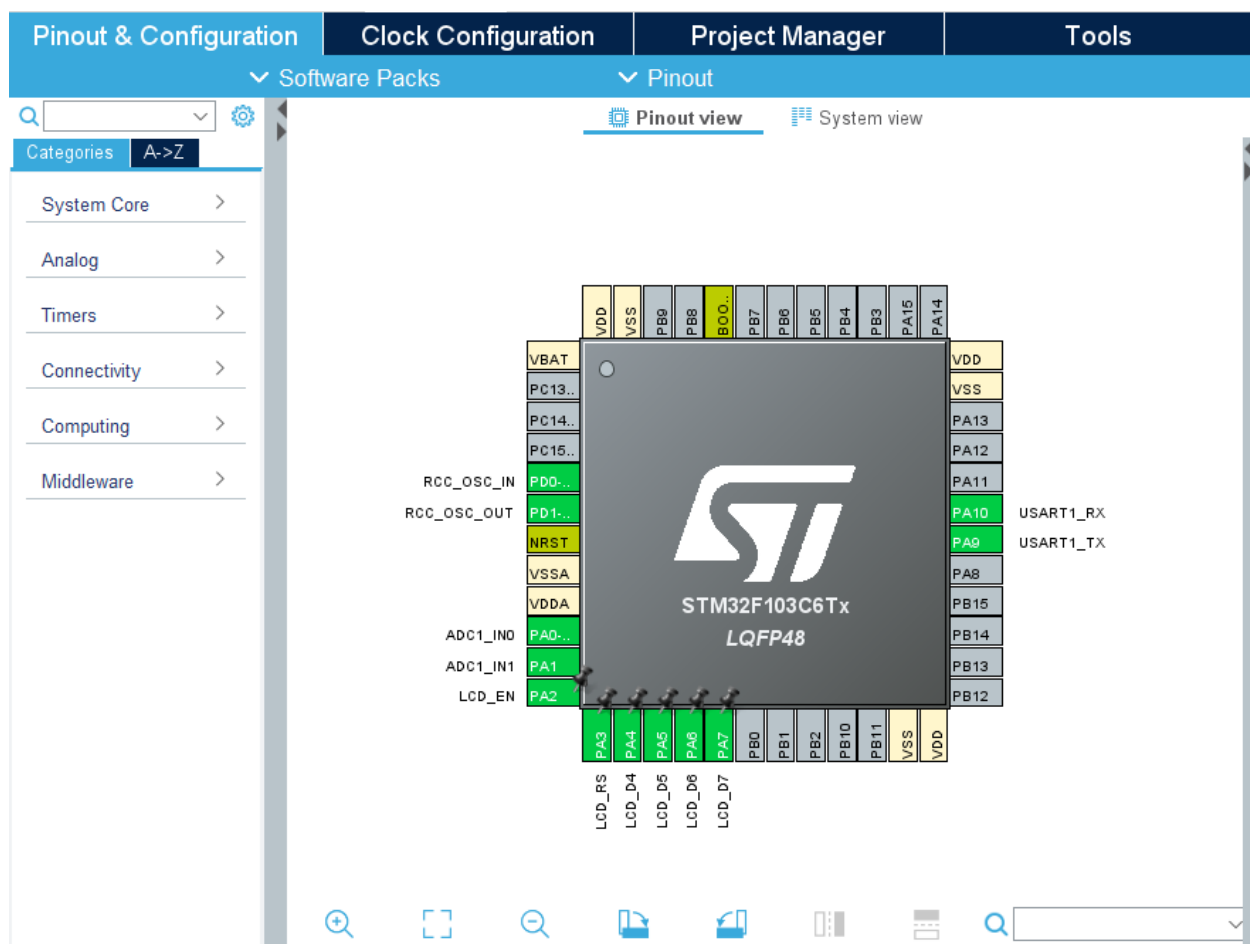 Pinout & Configuration
Clock Configuration
Project Manager
Tools
Software Packs
Pinout
Pinout view
System view
Categories
A->Z
System Core
Analog
Timers
Connectivity
Computing
Middleware
VDD
VSS
PB9
PB8
BOO..
PB7
PB6
PB5
PB4
PB3
PA15
PA14
VBAT
PC13..
PC14..
PC15..
RCC_OSC_IN PD0-..
RCC_OSC_OUT PD1-..
NRST
VSSA
VDDA
ADC1_IN0 PA0-..
ADC1_IN1 PA1
LCD_EN PA2
ST
STM32F103C6Tx
LQFP48
VDD
VSS
PA13
PA12
PA11
PA10 USART1_RX
PA9 USART1_TX
PA8
PB15
PB14
PB13
PB12
PA3
PA4
PA5
PA6
PA7
PB0
PB1
PB2
PB10
PB11
VSS
VDD
LCD_RS
LCD_D4
LCD_D5
LCD_D6
LCD_D7